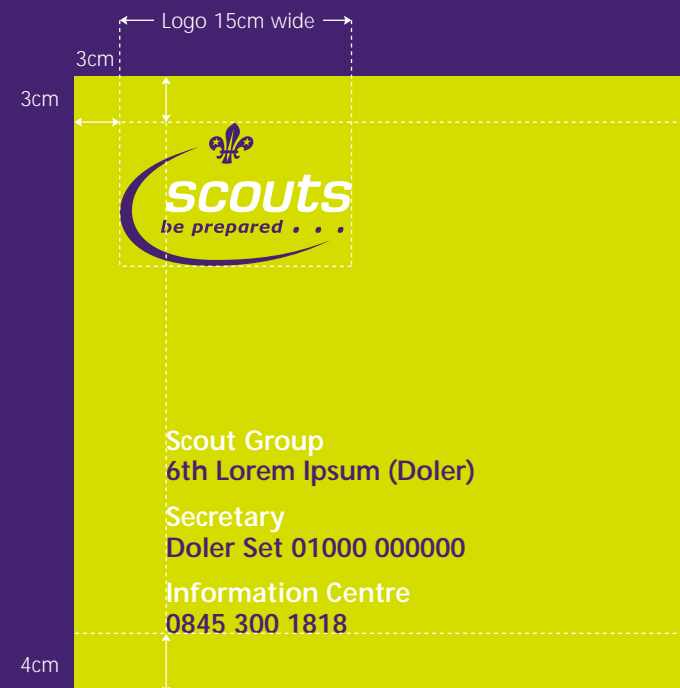 Logo 15cm wide
3cm
3cm
scouts
be prepared . . .
Scout Group
6th Lorem Ipsum (Doler)
Secretary
Doler Set 01000 000000
Information Centre
0845 300 1818
4cm